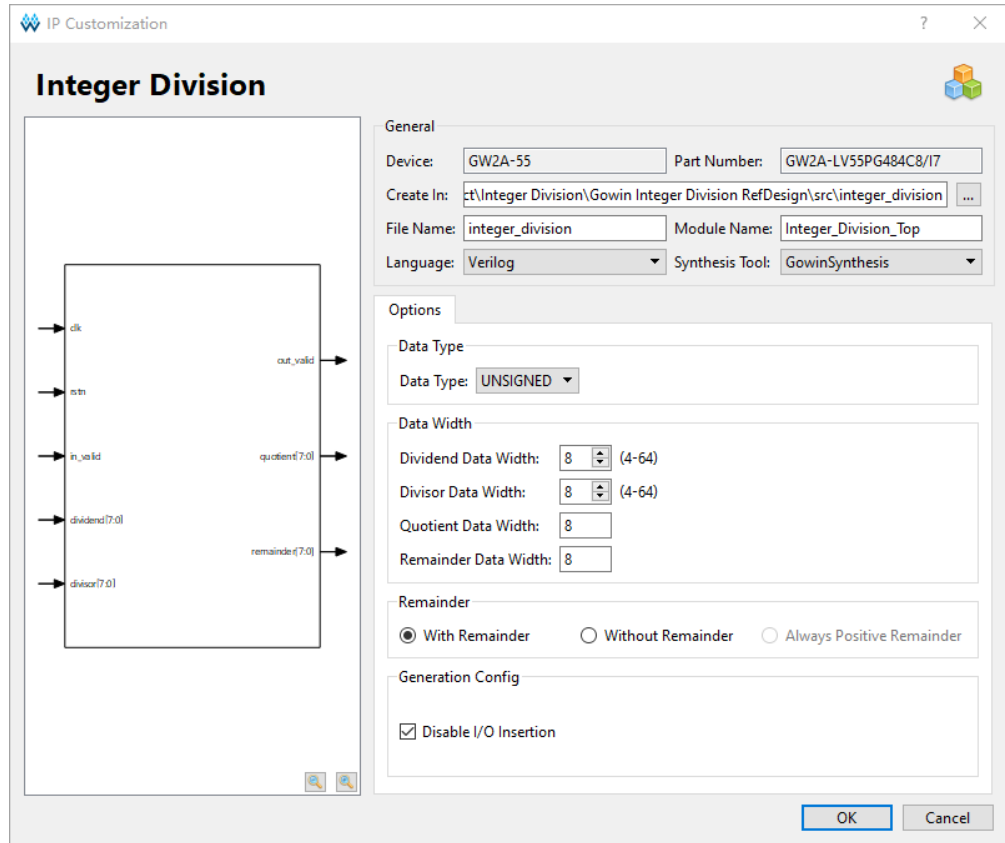 IP Customization
?
Integer Division
clk
rstn
in_valid
dividend[7:0]
divisor[7:0]
out_valid
quotient[7:0]
remainder[7:0]
General
Device: GW2A-55 Part Number: GW2A-LV55PG484C8/I7
Create In: ct\Integer Division\Gowin Integer Division RefDesign\src\integer_division ...
File Name: integer_division Module Name: Integer_Division_Top
Language: Verilog Synthesis Tool: GowinSynthesis
Options
Data Type
Data Type: UNSIGNED
Data Width
Dividend Data Width: 8 (4-64)
Divisor Data Width: 8 (4-64)
Quotient Data Width: 8
Remainder Data Width: 8
Remainder
With Remainder Without Remainder Always Positive Remainder
Generation Config
Disable I/O Insertion
OK Cancel